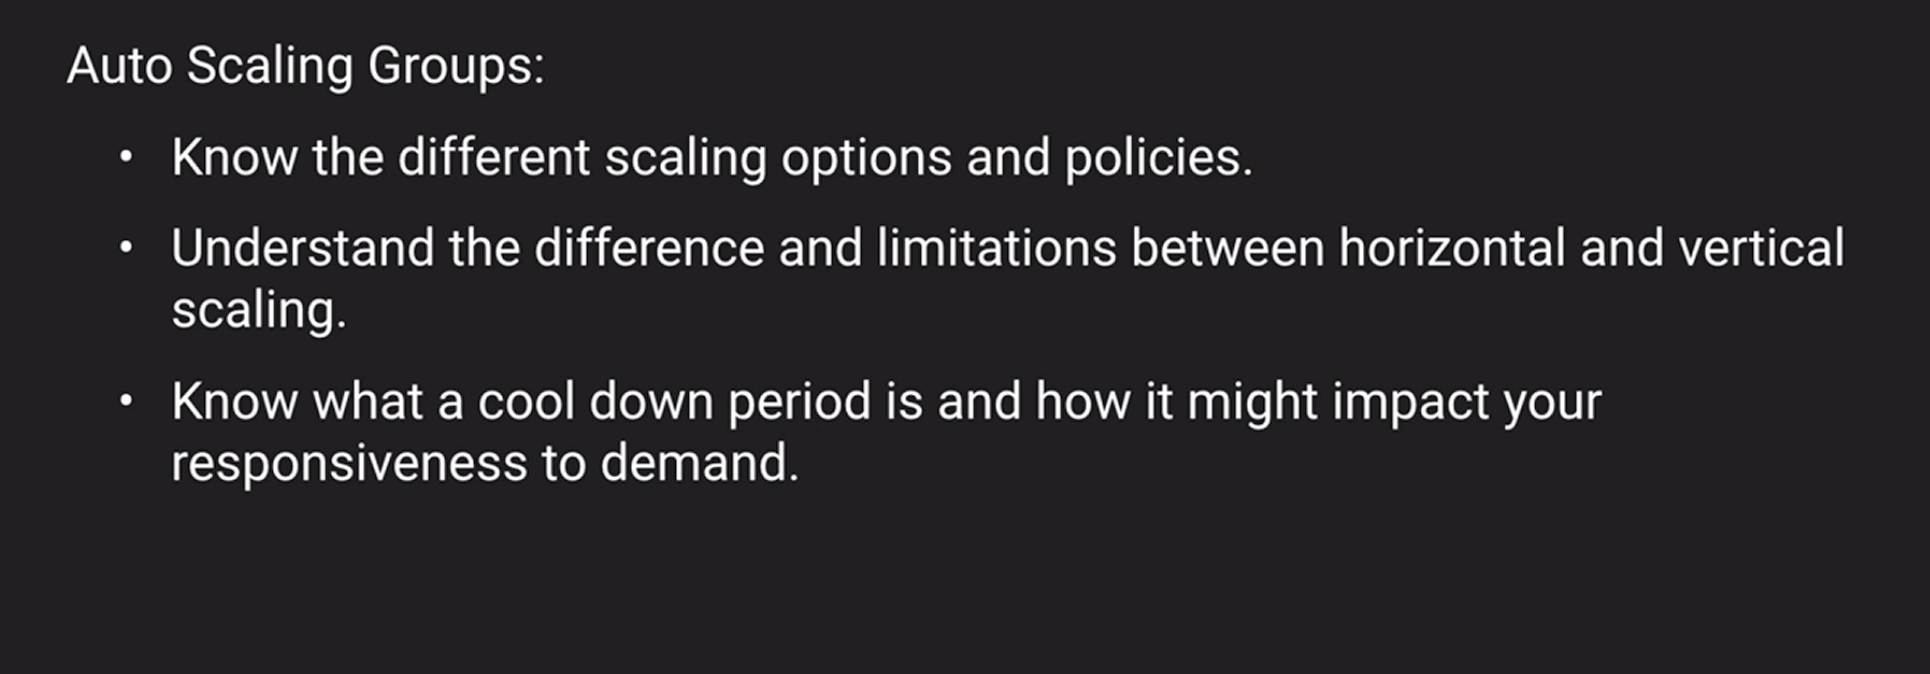 Auto Scaling Groups:
• Know the different scaling options and policies.
• Understand the difference and limitations between horizontal and vertical
scaling.
• Know what a cool down period is and how it might impact your
responsiveness to demand.